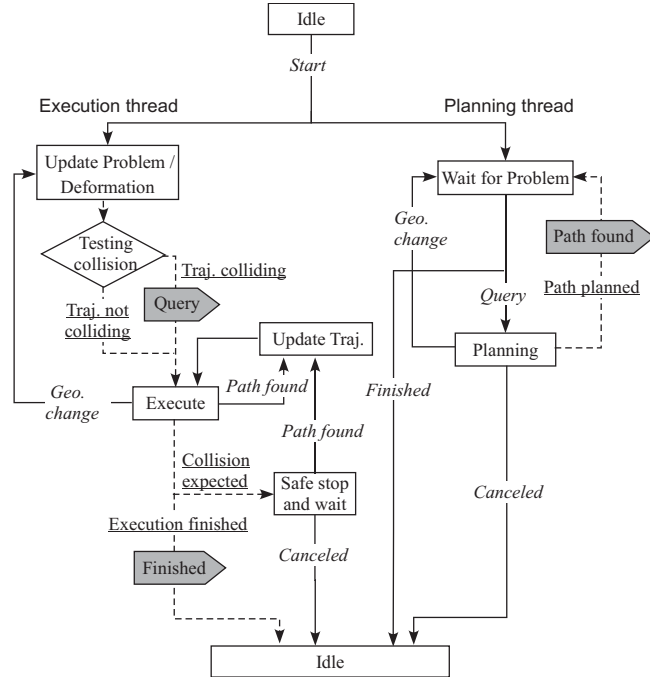 Idle
Start
Execution thread
Planning thread
Update Problem /
Deformation
Wait for Problem
Testing
collision
Geo.
change
Path found
Traj. colliding
Path planned
Query
Traj. not
colliding
Query
Update Traj.
Planning
Geo.
change
Path found
Finished
Execute
Path found
Collision
expected
Safe stop
and wait
Canceled
Execution finished
Canceled
Finished
Idle